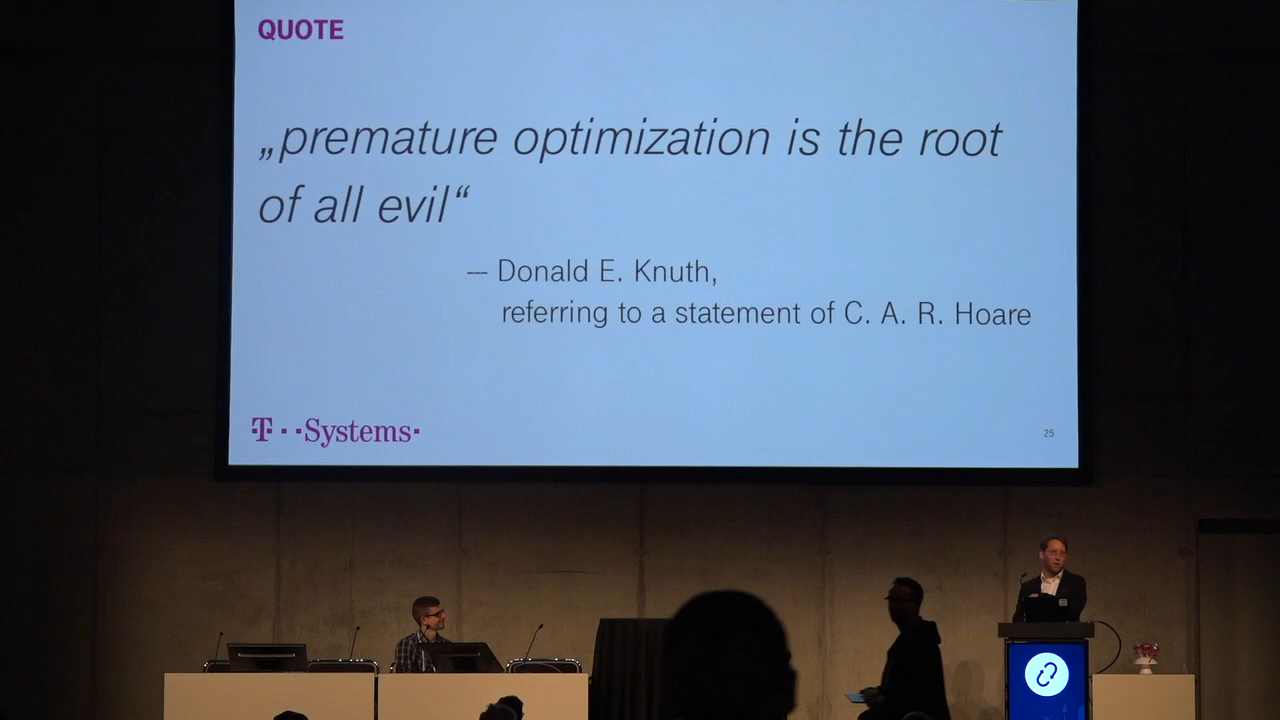 QUOTE
„premature optimization is the root
of all evil“
— Donald E. Knuth,
referring to a statement of C. A. R. Hoare
T··Systems·
25